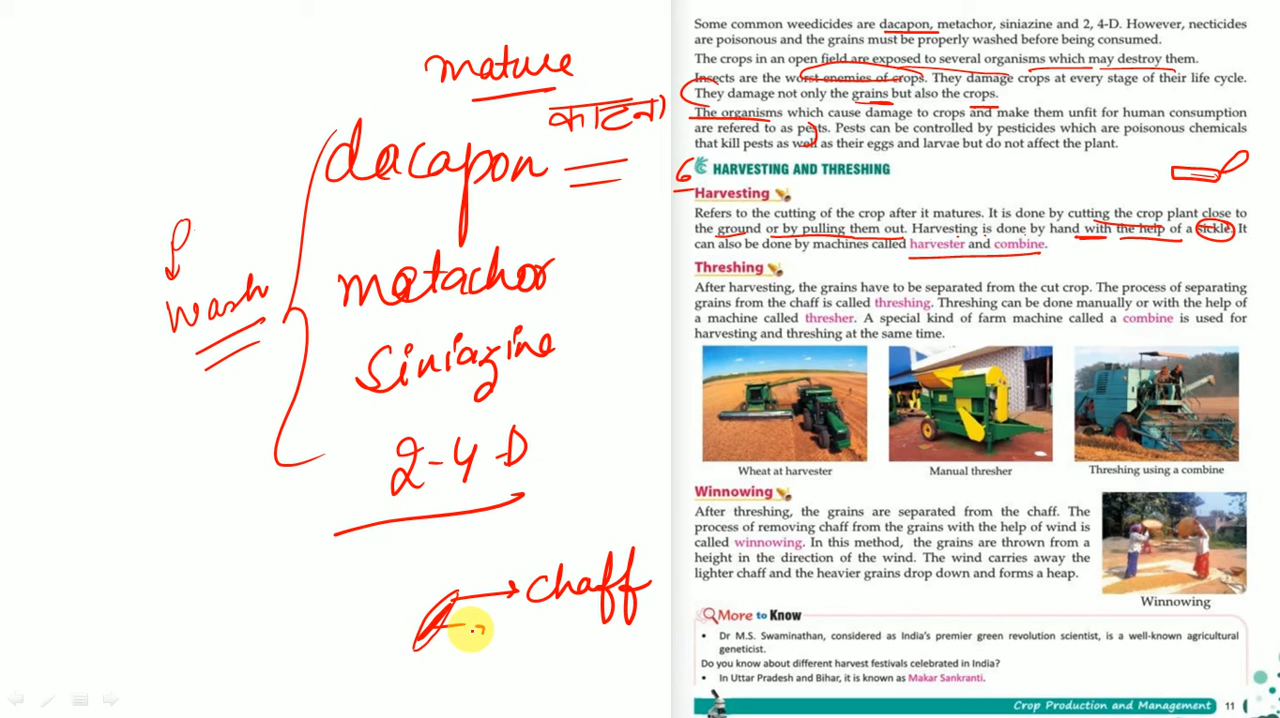 mature
काटना
dacapon
Wash
metachor
Siniazine
2-4-D
chaff
Some common weedicides are dacapon, metachor, siniazine and 2, 4-D. However, necticides
are poisonous and the grains must be properly washed before being consumed.
The crops in an open field are exposed to several organisms which may destroy them.
Insects are the worst enemies of crops. They damage crops at every stage of their life cycle.
They damage not only the grains but also the crops.
The organisms which cause damage to crops and make them unfit for human consumption
are refered to as pests. Pests can be controlled by pesticides which are poisonous chemicals
that kill pests as well as their eggs and larvae but do not affect the plant.
6 HARVESTING AND THRESHING
Harvesting
Refers to the cutting of the crop after it matures. It is done by cutting the crop plant close to
the ground or by pulling them out. Harvesting is done by hand with the help of a sickle. It
can also be done by machines called harvester and combine.
Threshing
After harvesting, the grains have to be separated from the cut crop. The process of separating
grains from the chaff is called threshing. Threshing can be done manually or with the help of
a machine called thresher. A special kind of farm machine called a combine is used for
harvesting and threshing at the same time.
Wheat at harvester
Manual thresher
Threshing using a combine
Winnowing
After threshing, the grains are separated from the chaff. The
process of removing chaff from the grains with the help of wind is
called winnowing. In this method, the grains are thrown from a
height in the direction of the wind. The wind carries away the
lighter chaff and the heavier grains drop down and forms a heap.
Winnowing
More to Know
• Dr M.S. Swaminathan, considered as India's premier green revolution scientist, is a well-known agricultural
geneticist.
Do you know about different harvest festivals celebrated in India?
• In Uttar Pradesh and Bihar, it is known as Makar Sankranti.
Crop Production and Management 11